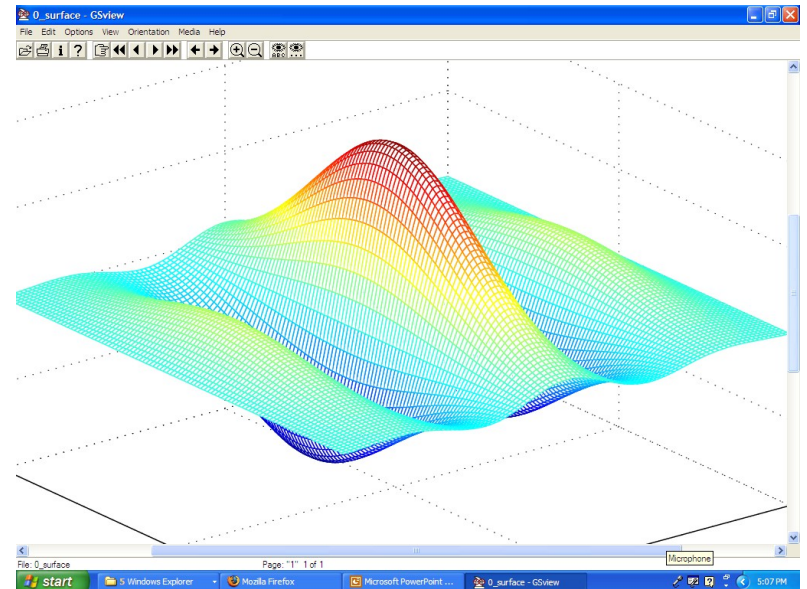 0_surface - GSview
File Edit Options View Orientation Media Help
File: 0_surface Page: "1" 1 of 1
Microphone
start 5 Windows Explorer Mozilla Firefox Microsoft PowerPoint ... 0_surface - GSview 5:07 PM